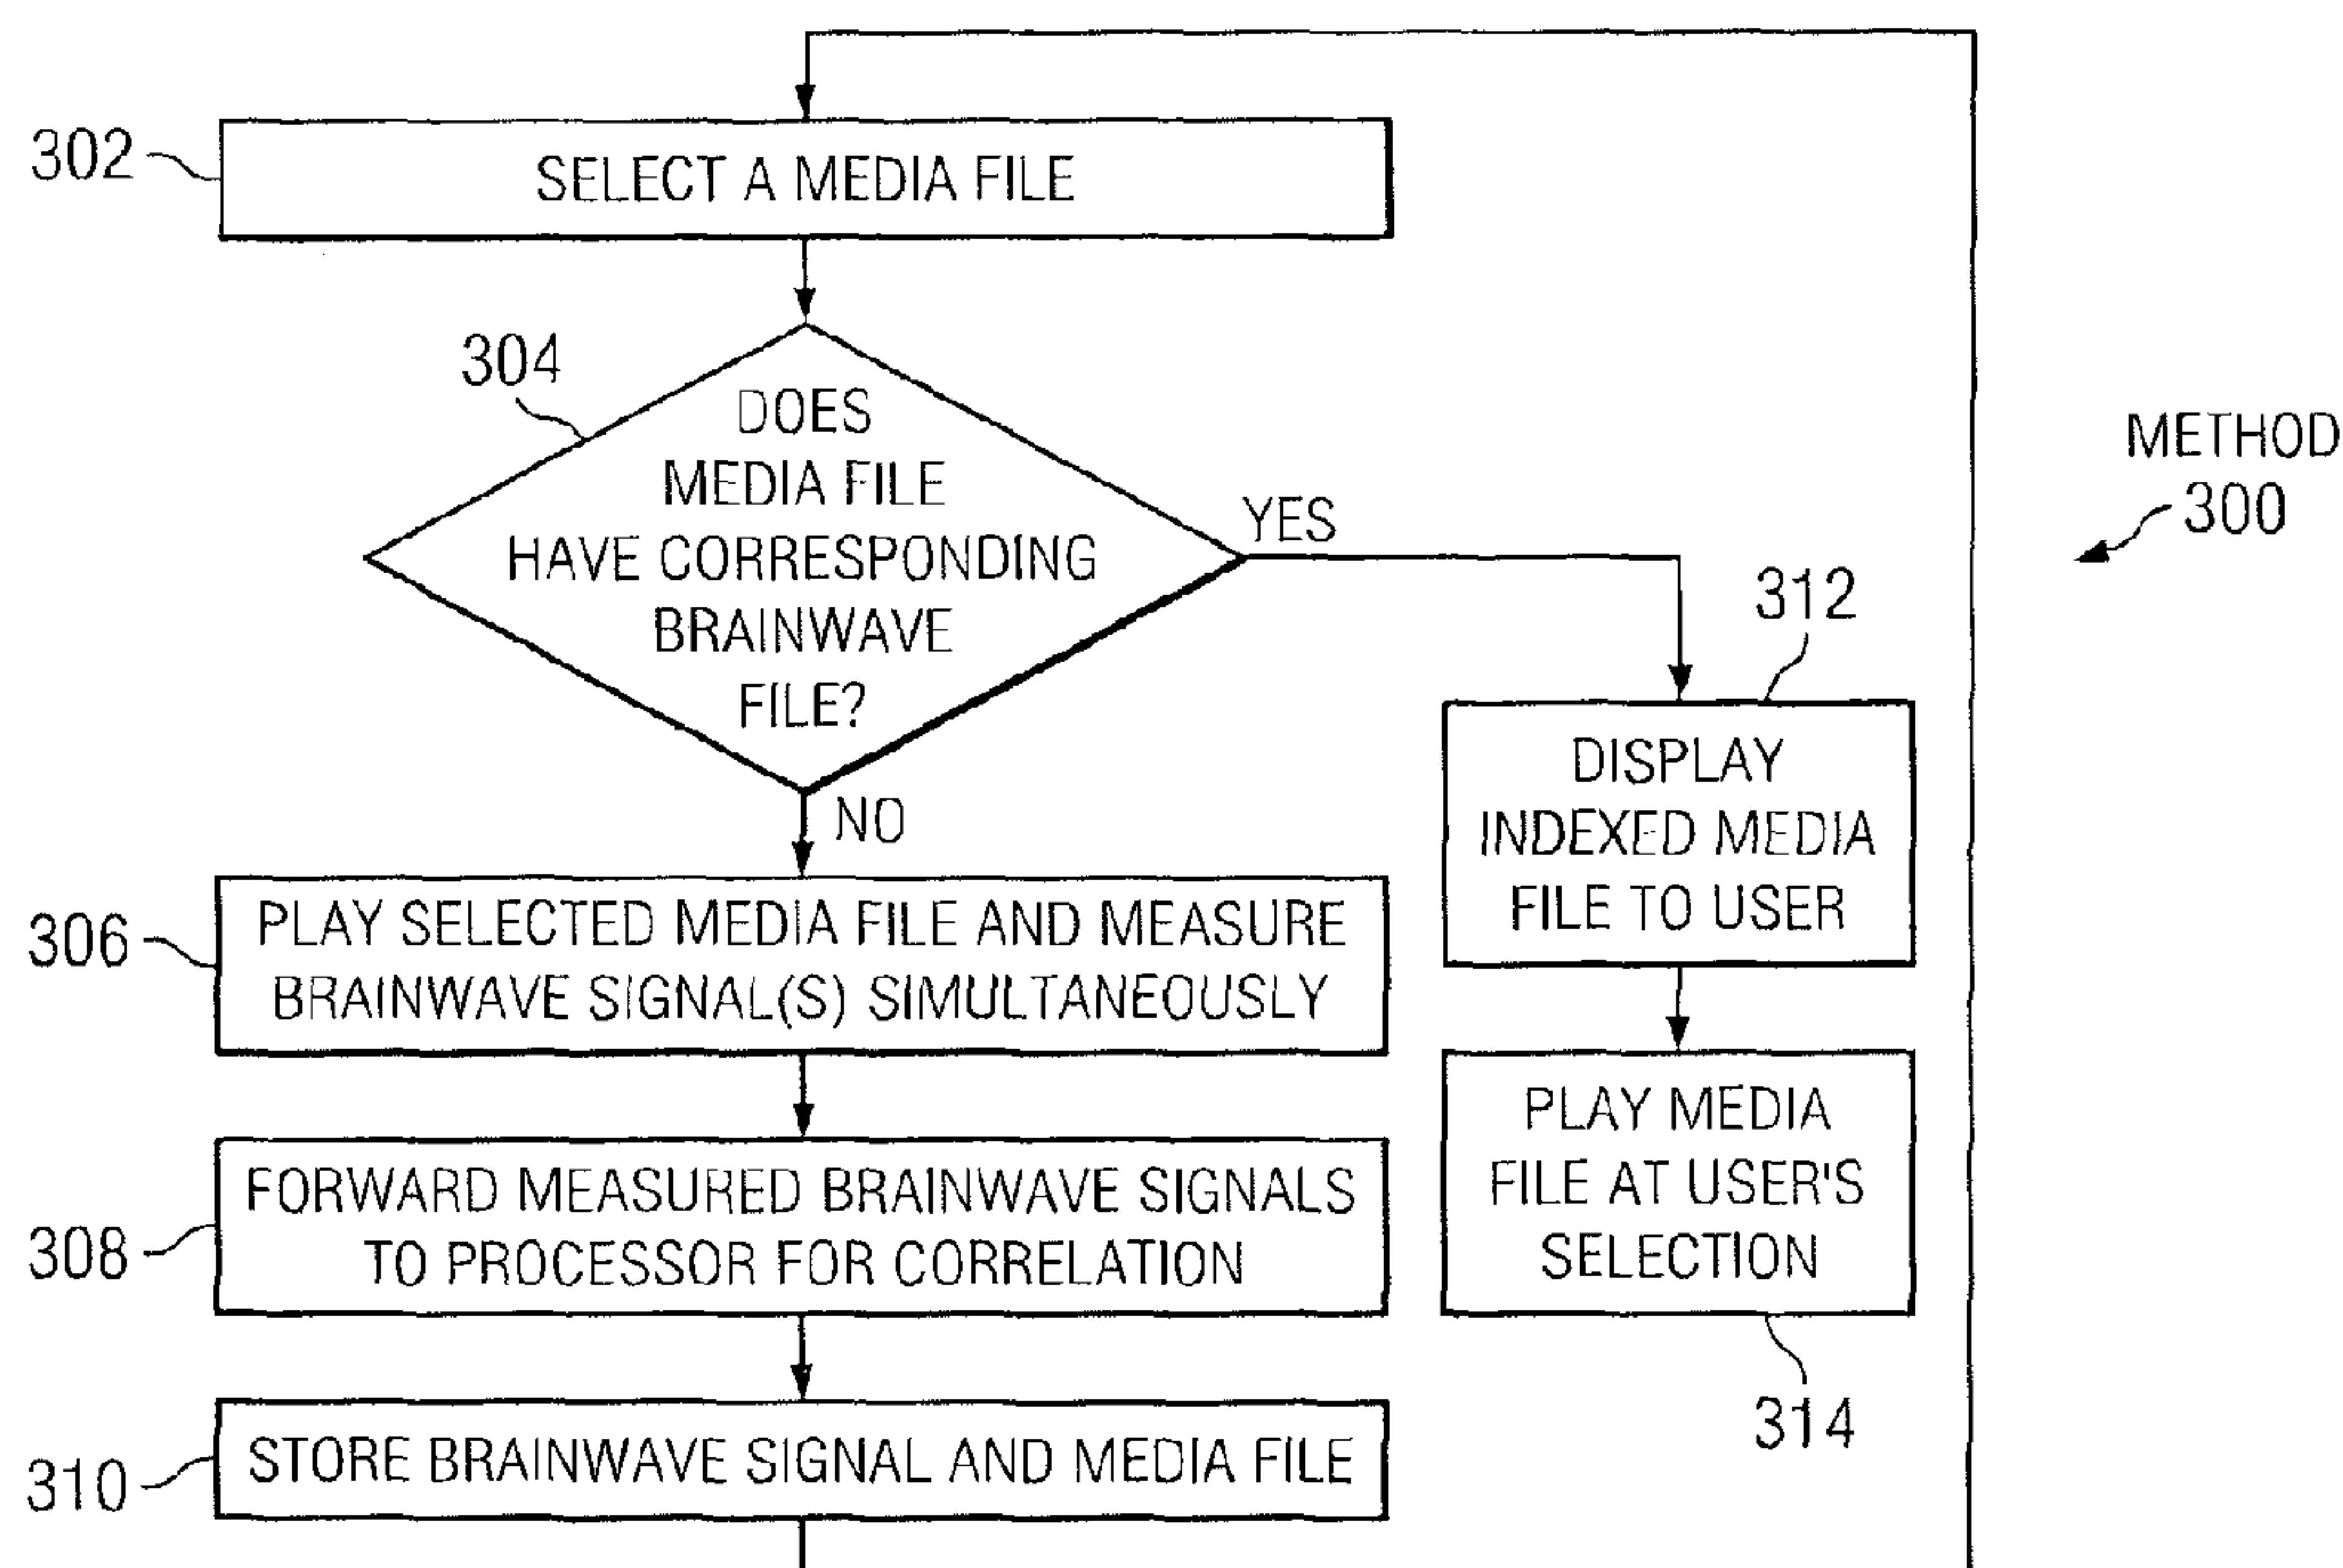 302
SELECT A MEDIA FILE
304
DOES
MEDIA FILE
HAVE CORRESPONDING
BRAINWAVE
FILE?
YES
NO
METHOD
300
312
DISPLAY
INDEXED MEDIA
FILE TO USER
306
PLAY SELECTED MEDIA FILE AND MEASURE
BRAINWAVE SIGNAL(S) SIMULTANEOUSLY
308
FORWARD MEASURED BRAINWAVE SIGNALS
TO PROCESSOR FOR CORRELATION
PLAY MEDIA
FILE AT USER'S
SELECTION
314
310
STORE BRAINWAVE SIGNAL AND MEDIA FILE